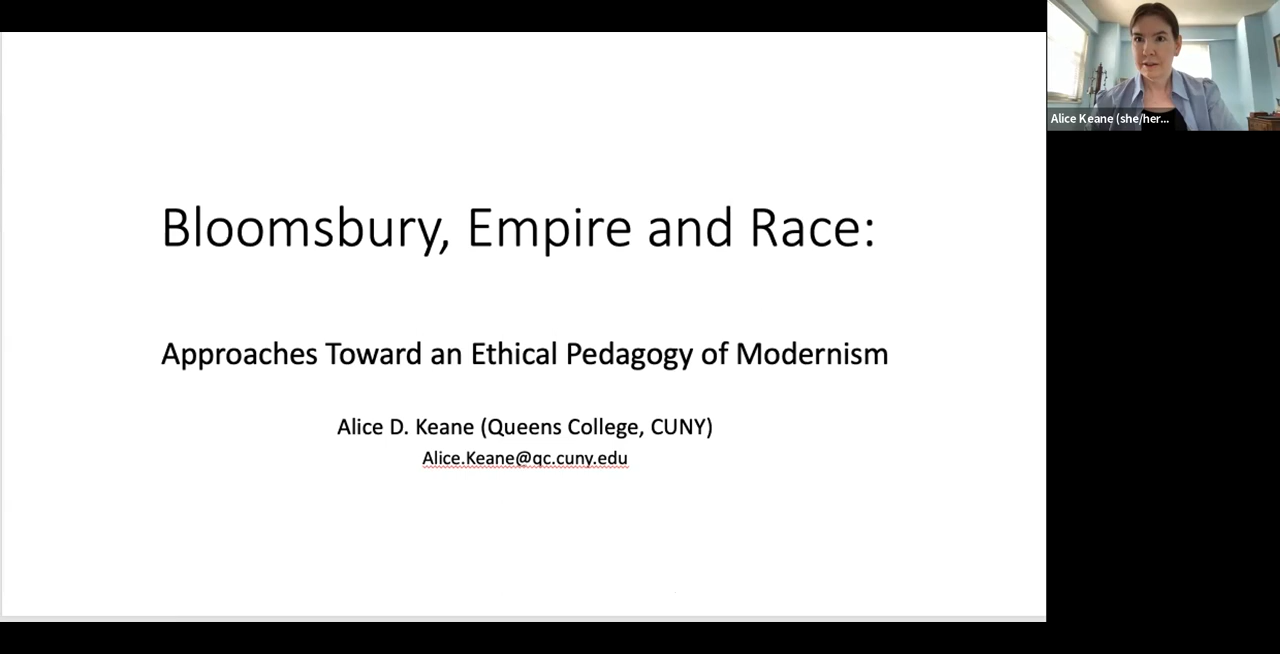 Bloomsbury, Empire and Race:
Approaches Toward an Ethical Pedagogy of Modernism
Alice D. Keane (Queens College, CUNY)
Alice.Keane@qc.cuny.edu
Alice Keane (she/her...